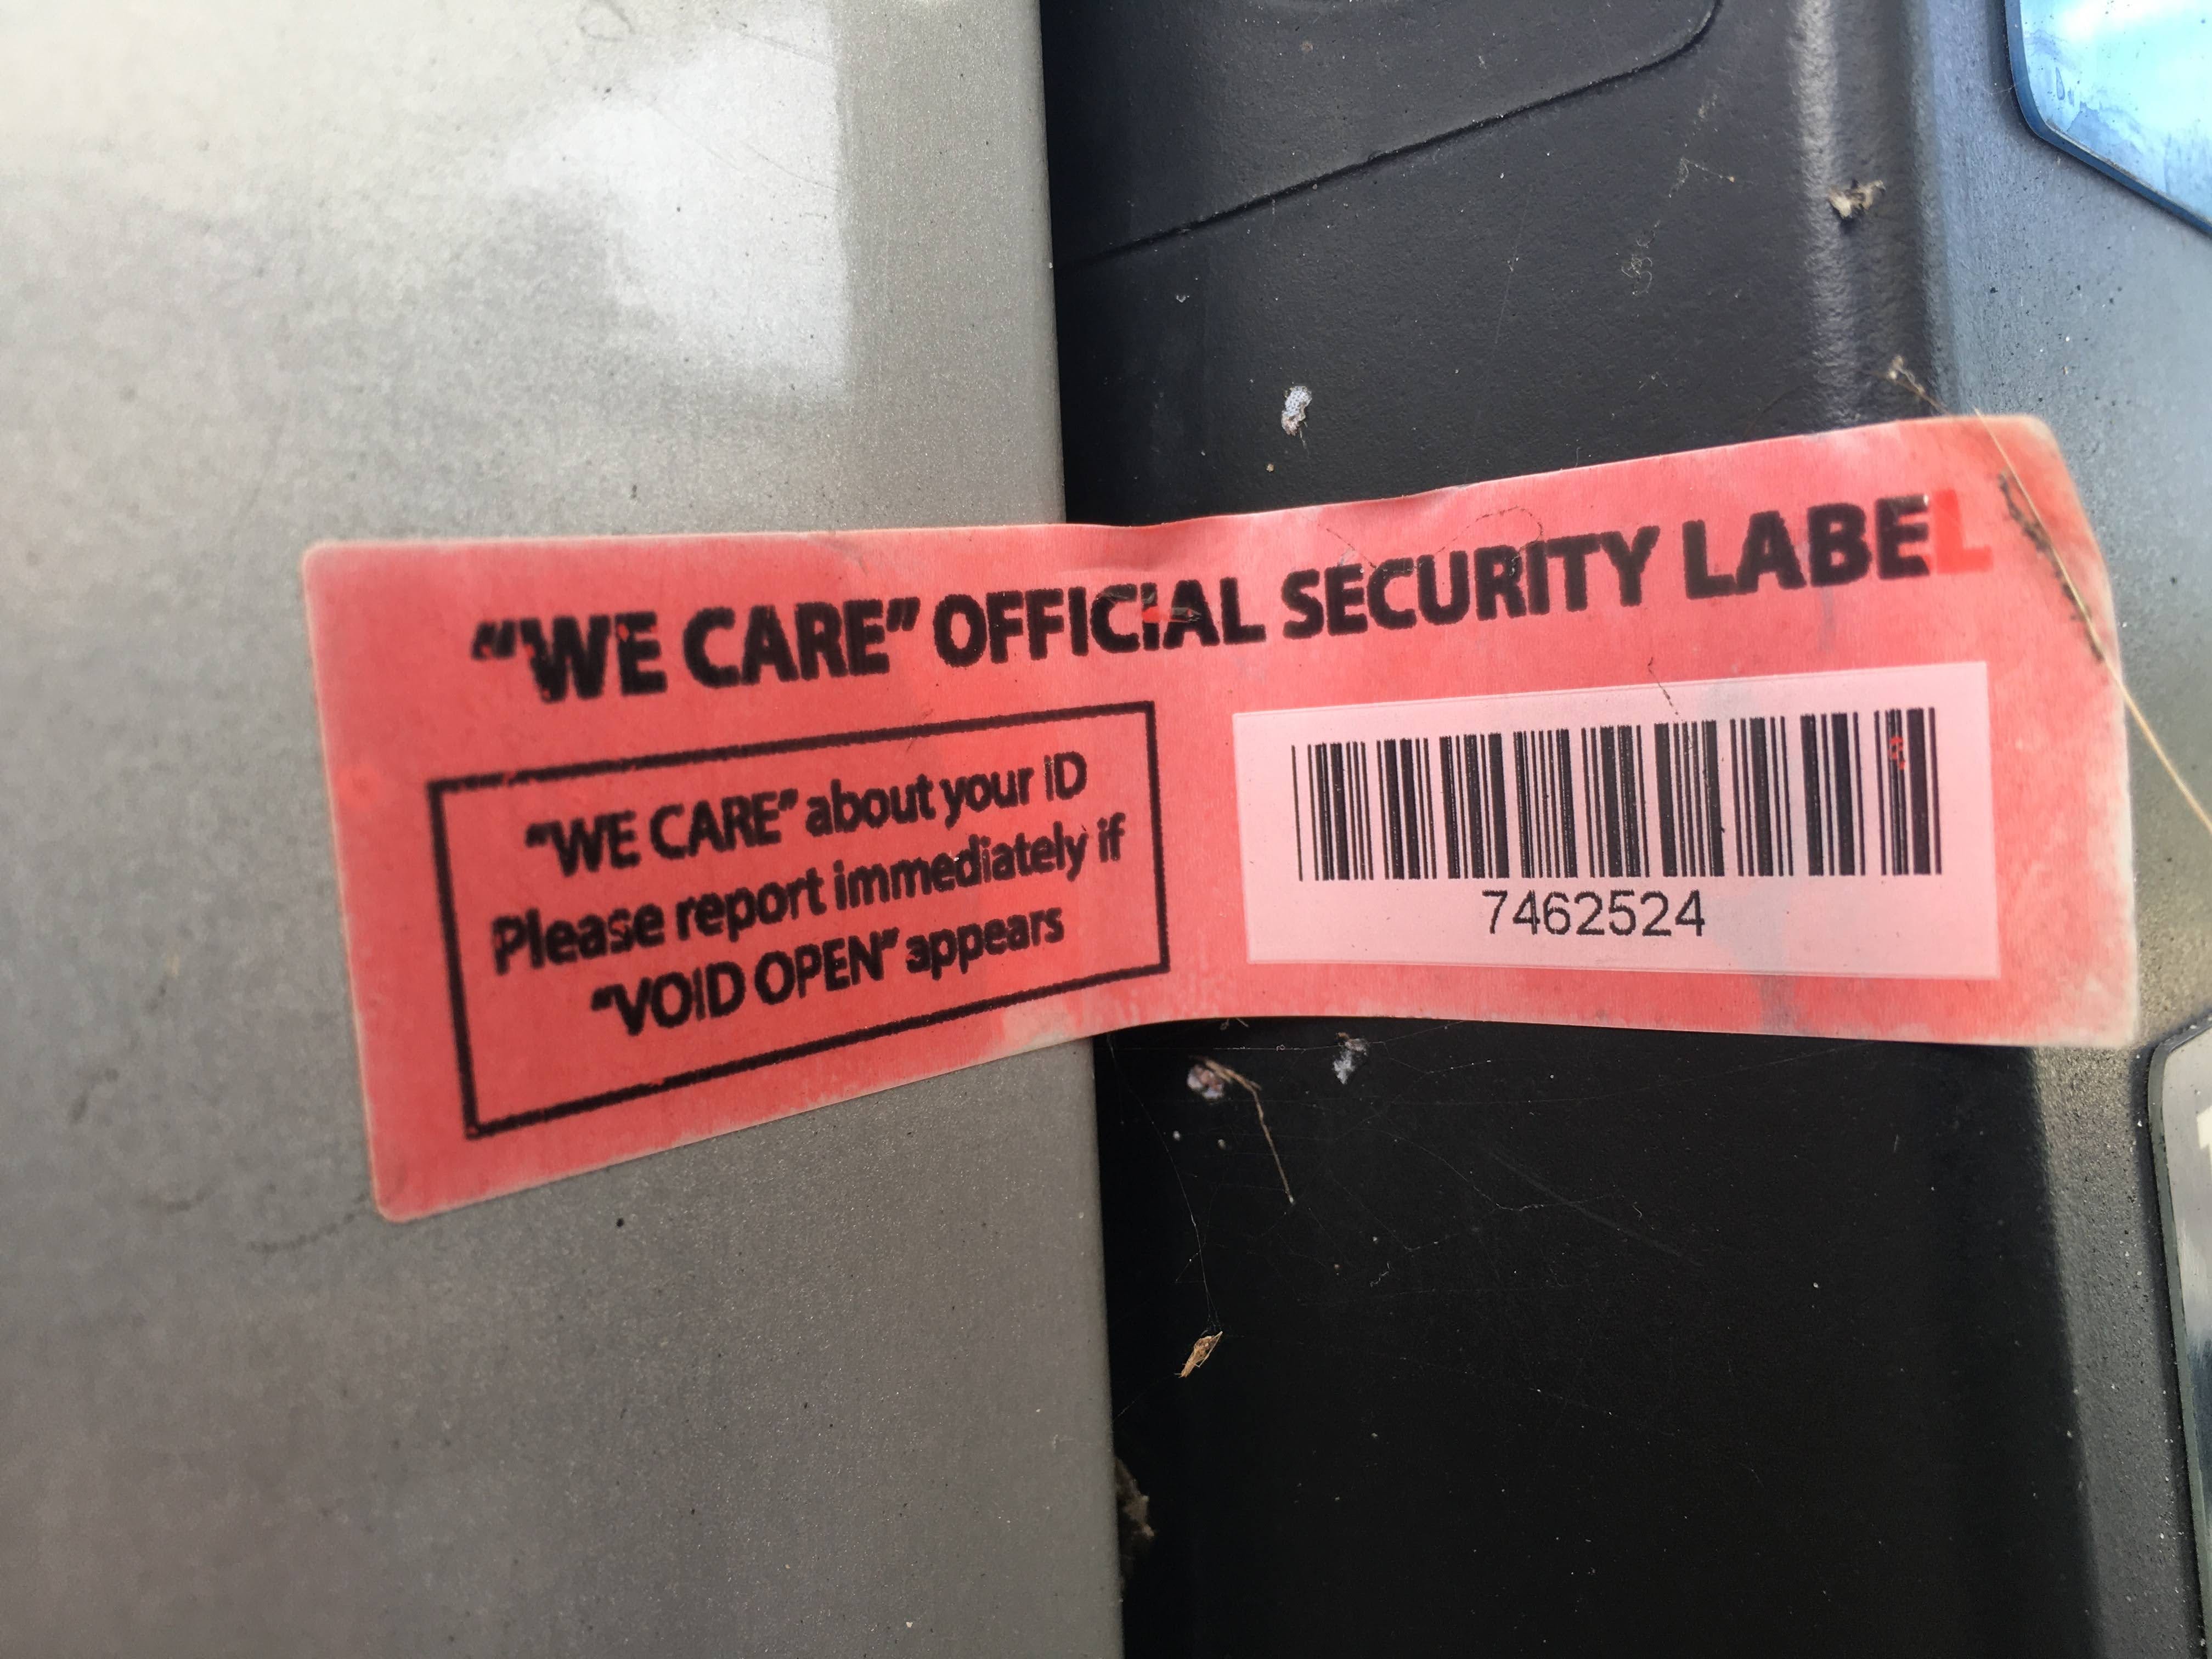 "WE CARE" OFFICIAL SECURITY LABEL
"WE CARE" about your ID
Please report immediately if
"VOID OPEN" appears
7462524